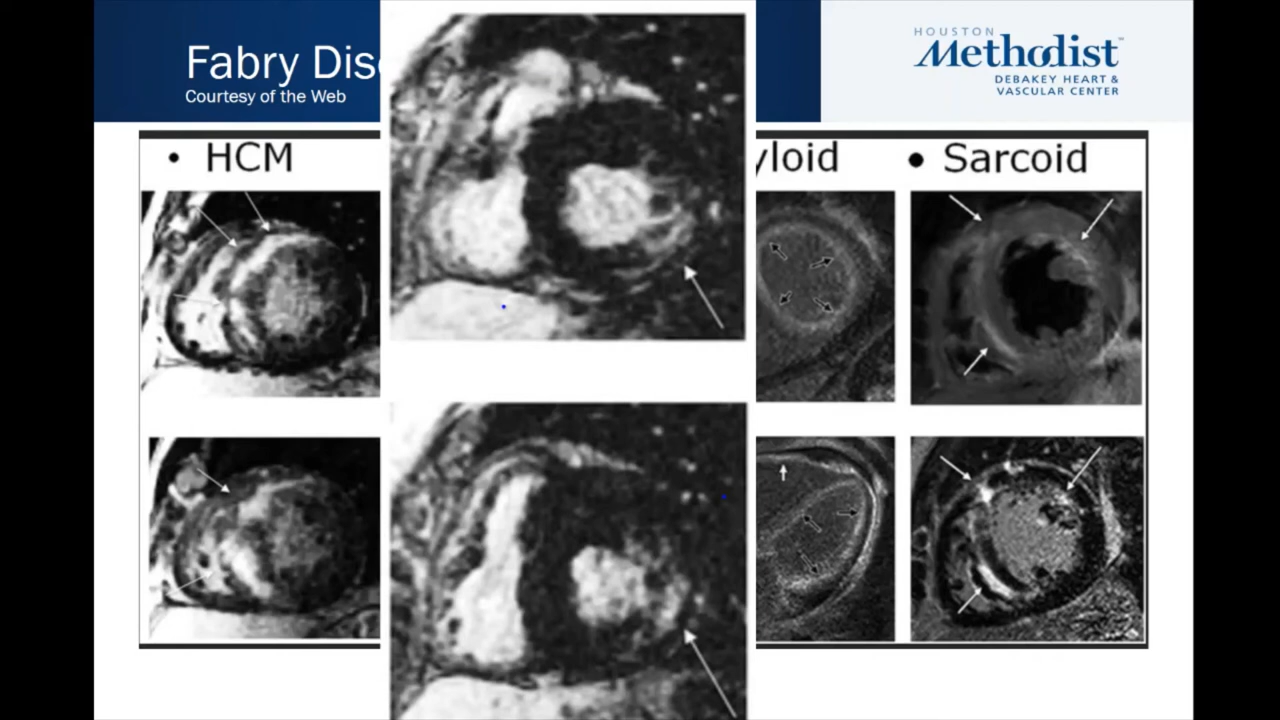 Fabry Dis
Courtesy of the Web
HOUSTON
Methodist
DEBAKEY HEART &
VASCULAR CENTER
• HCM
yloid
• Sarcoid